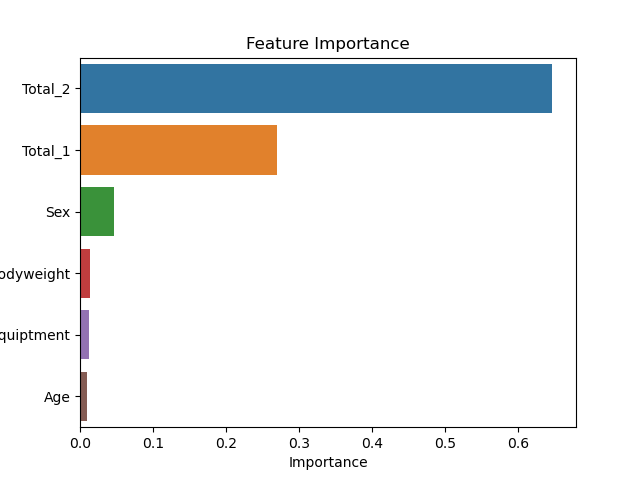 Feature Importance
Total_2
Total_1
Sex
odyweight
quiptment
Age
0.0 0.1 0.2 0.3 0.4 0.5 0.6
Importance